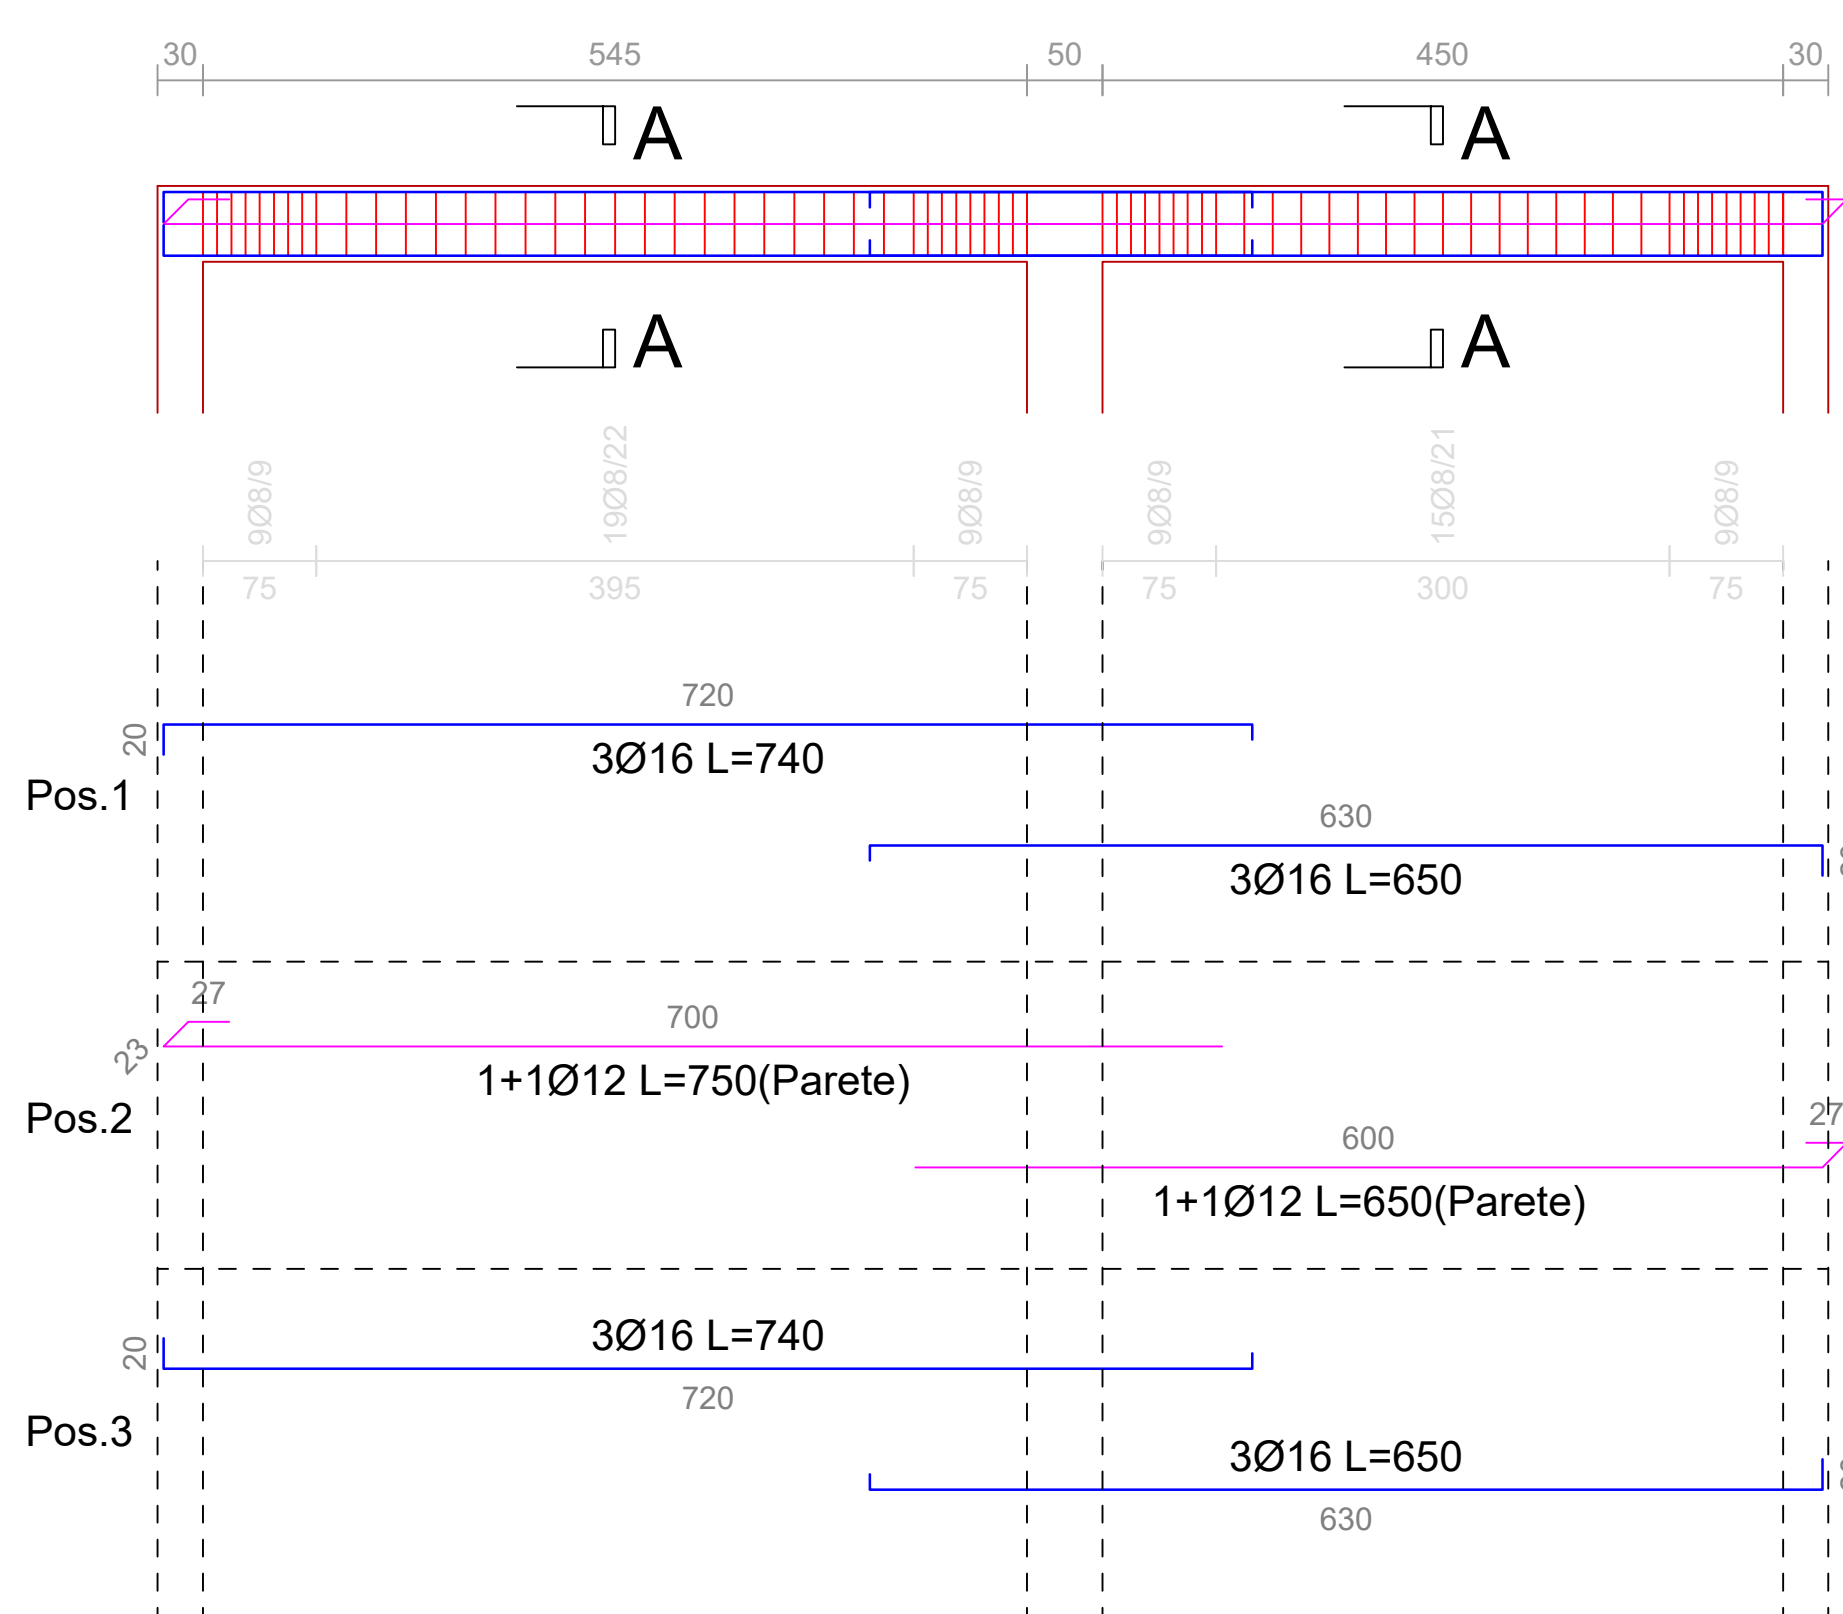 30 545 50 450 30
A A
A A
9Ø8/9 19Ø8/22 9Ø8/9 9Ø8/9 15Ø8/21 9Ø8/9
75 395 75 75 300 75
720
20
3Ø16 L=740
Pos.1
630
3Ø16 L=650
27
700
23
1+1Ø12 L=750(Parete)
Pos.2
27
600
1+1Ø12 L=650(Parete)
3Ø16 L=740
20
720
Pos.3
3Ø16 L=650
630